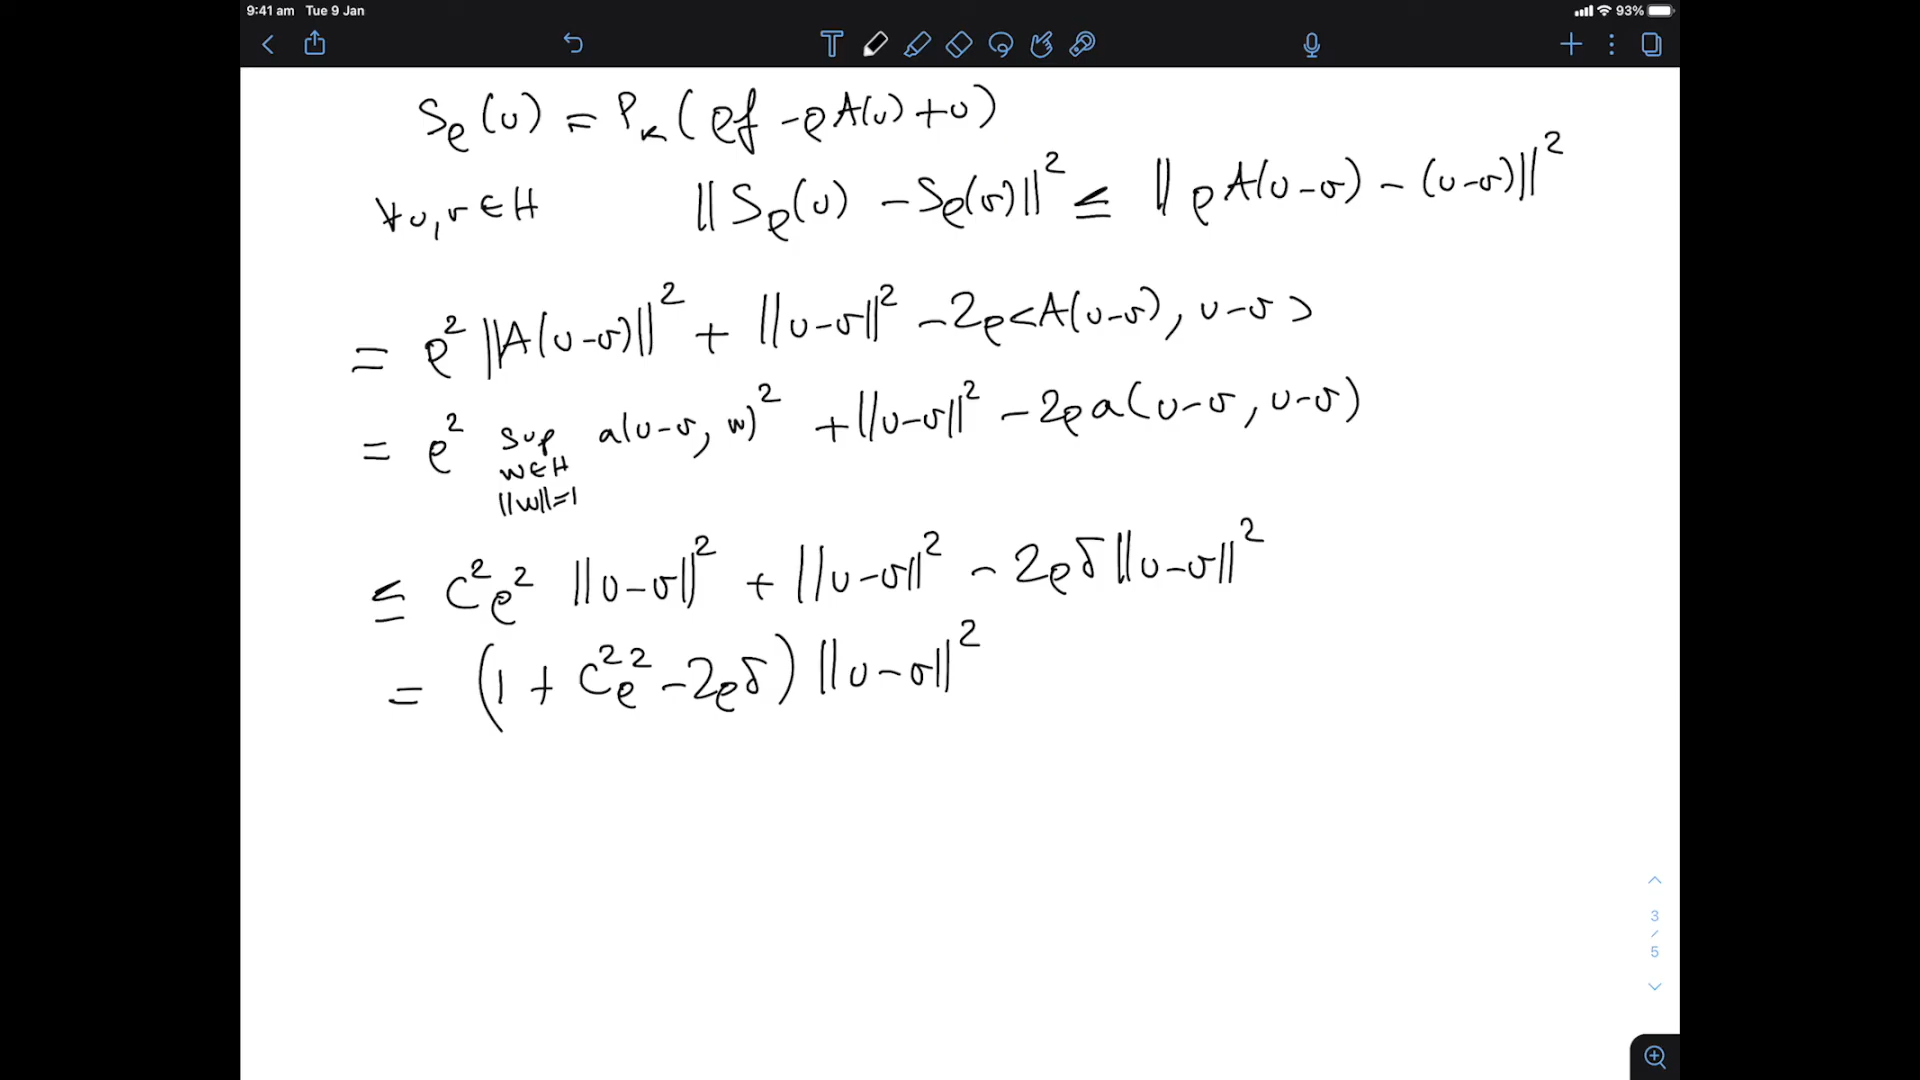 9:41 am Tue 9 Jan 93%
S_ρ(u) = P_K(ρf - ρA(u) + u)
∀u, v ∈ H ‖S_ρ(u) - S_ρ(v)‖² ≤ ‖ρA(u-v) - (u-v)‖²
= ρ² ‖A(u-v)‖² + ‖u-v‖² - 2ρ<A(u-v), u-v>
= ρ² sup a(u-v, w)² + ‖u-v‖² - 2ρ a(u-v, u-v)
w∈H
‖w‖=1
≤ C²ρ² ‖u-v‖² + ‖u-v‖² - 2ρδ‖u-v‖²
= (1 + C²ρ² - 2ρδ) ‖u-v‖²
3
/
5